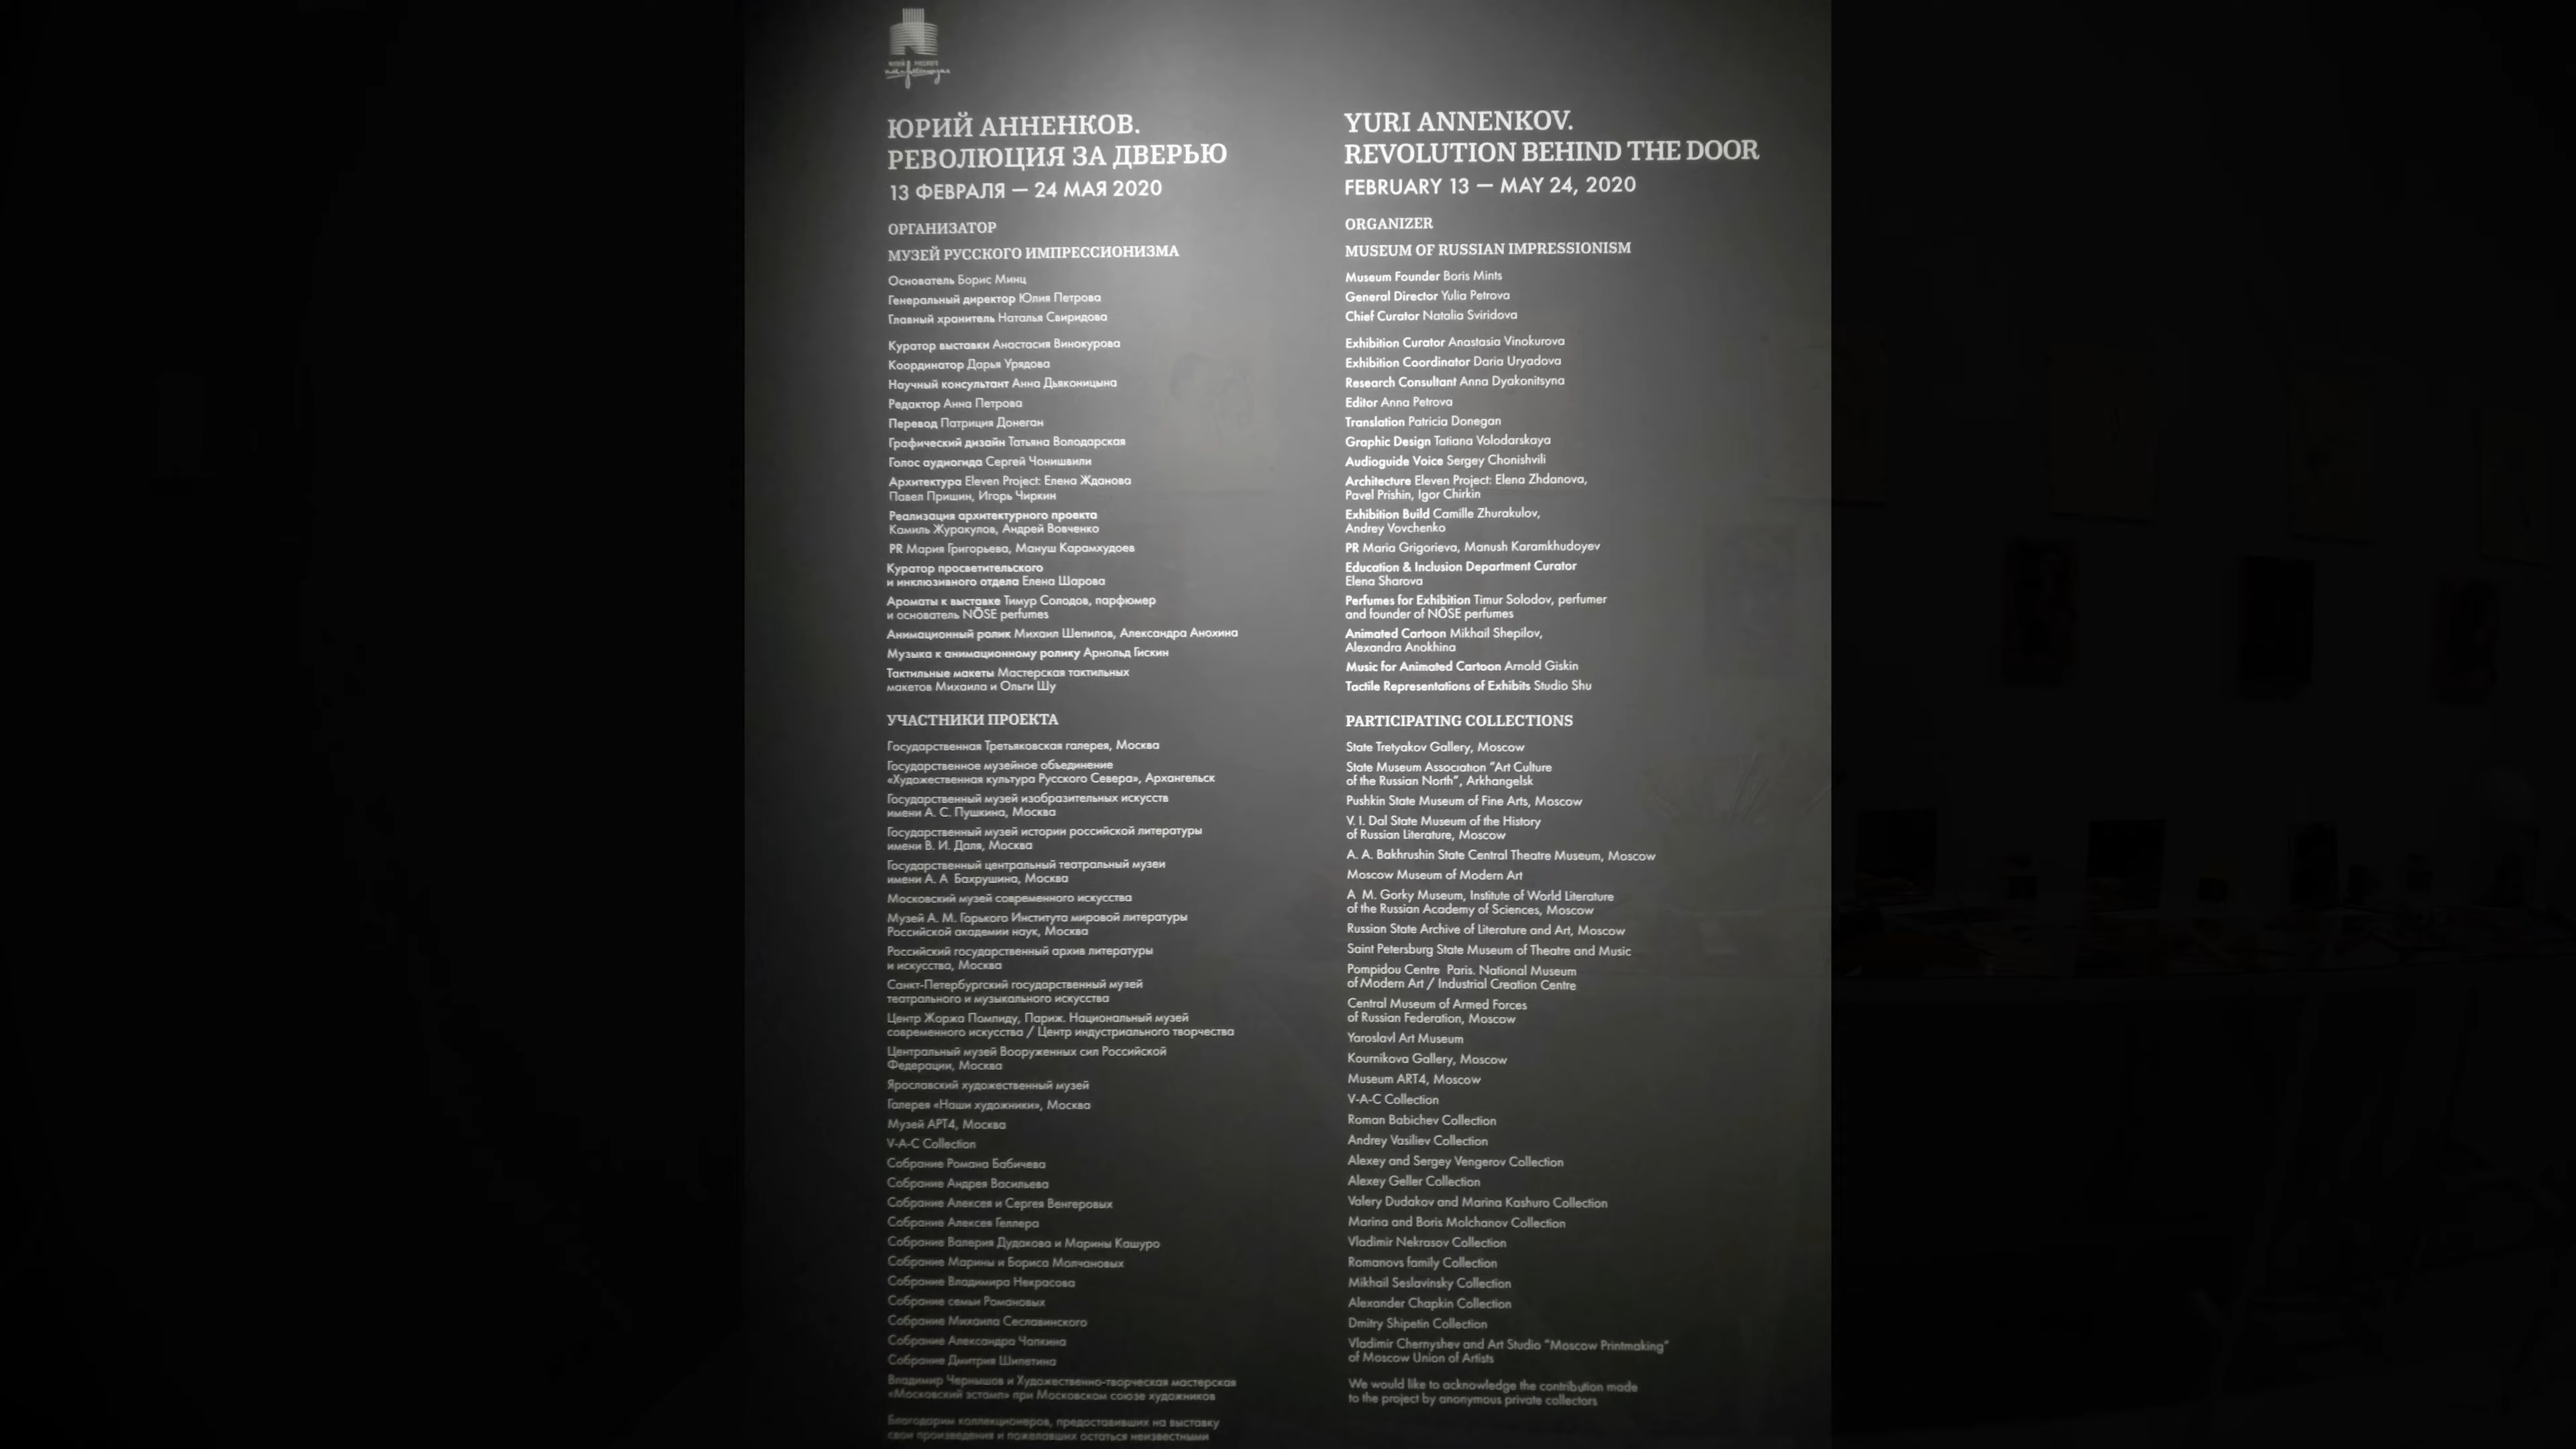 МУЗЕЙ РУССКОГО
ЮРИЙ АННЕНКОВ.
РЕВОЛЮЦИЯ ЗА ДВЕРЬЮ
13 ФЕВРАЛЯ — 24 МАЯ 2020
ОРГАНИЗАТОР
МУЗЕЙ РУССКОГО ИМПРЕССИОНИЗМА
Основатель Борис Минц
Генеральный директор Юлия Петрова
Главный хранитель Наталья Свиридова
Куратор выставки Анастасия Винокурова
Координатор Дарья Урядова
Научный консультант Анна Дьяконицына
Редактор Анна Петрова
Перевод Патриция Донеган
Графический дизайн Татьяна Володарская
Голос аудиогида Сергей Чонишвили
Архитектура Eleven Project: Елена Жданова
Павел Пришин, Игорь Чиркин
Реализация архитектурного проекта
Камиль Журакулов, Андрей Вовченко
PR Мария Григорьева, Мануш Карамхудоев
Куратор просветительского
и инклюзивного отдела Елена Шарова
Ароматы к выставке Тимур Солодов, парфюмер
и основатель NŌSE perfumes
Анимационный ролик Михаил Шепилов, Александра Анохина
Музыка к анимационному ролику Арнольд Гискин
Тактильные макеты Мастерская тактильных
макетов Михаила и Ольги Шу
УЧАСТНИКИ ПРОЕКТА
Государственная Третьяковская галерея, Москва
Государственное музейное объединение
«Художественная культура Русского Севера», Архангельск
Государственный музей изобразительных искусств
имени А. С. Пушкина, Москва
Государственный музей истории российской литературы
имени В. И. Даля, Москва
Государственный центральный театральный музеи
имени А. А Бахрушина, Москва
Московский музей современного искусства
Музей А. М. Горького Института мировой литературы
Российской академии наук, Москва
Российский государственный архив литературы
и искусства, Москва
Санкт-Петербургский государственный музей
театрального и музыкального искусства
Центр Жоржа Помпиду, Париж. Национальный музей
современного искусства / Центр индустриального творчества
Центральный музей Вооруженных сил Российской
Федерации, Москва
Ярославский художественный музей
Галерея «Наши художники», Москва
Музей АРТ4, Москва
V-A-C Collection
Собрание Романа Бабичева
Собрание Андрея Васильева
Собрание Алексея и Сергея Венгеровых
Собрание Алексея Геллера
Собрание Валерия Дудакова и Марины Кашуро
Собрание Марины и Бориса Молчановых
Собрание Владимира Некрасова
Собрание семьи Романовых
Собрание Михаила Сеславинского
Собрание Александра Чапкина
Собрание Дмитрия Шипетина
Владимир Чернышов и Художественно-творческая мастерская
«Московский эстамп» при Московском союзе художников
Благодарим коллекционеров, предоставивших на выставку
свои произведения и пожелавших остаться неизвестными
YURI ANNENKOV.
REVOLUTION BEHIND THE DOOR
FEBRUARY 13 — MAY 24, 2020
ORGANIZER
MUSEUM OF RUSSIAN IMPRESSIONISM
Museum Founder Boris Mints
General Director Yulia Petrova
Chief Curator Natalia Sviridova
Exhibition Curator Anastasia Vinokurova
Exhibition Coordinator Daria Uryadova
Research Consultant Anna Dyakonitsyna
Editor Anna Petrova
Translation Patricia Donegan
Graphic Design Tatiana Volodarskaya
Audioguide Voice Sergey Chonishvili
Architecture Eleven Project: Elena Zhdanova,
Pavel Prishin, Igor Chirkin
Exhibition Build Camille Zhurakulov,
Andrey Vovchenko
PR Maria Grigorieva, Manush Karamkhudoyev
Education & Inclusion Department Curator
Elena Sharova
Perfumes for Exhibition Timur Solodov, perfumer
and founder of NŌSE perfumes
Animated Cartoon Mikhail Shepilov,
Alexandra Anokhina
Music for Animated Cartoon Arnold Giskin
Tactile Representations of Exhibits Studio Shu
PARTICIPATING COLLECTIONS
State Tretyakov Gallery, Moscow
State Museum Association “Art Culture
of the Russian North”, Arkhangelsk
Pushkin State Museum of Fine Arts, Moscow
V. I. Dal State Museum of the History
of Russian Literature, Moscow
A. A. Bakhrushin State Central Theatre Museum, Moscow
Moscow Museum of Modern Art
A M. Gorky Museum, Institute of World Literature
of the Russian Academy of Sciences, Moscow
Russian State Archive of Literature and Art, Moscow
Saint Petersburg State Museum of Theatre and Music
Pompidou Centre Paris. National Museum
of Modern Art / Industrial Creation Centre
Central Museum of Armed Forces
of Russian Federation, Moscow
Yaroslavl Art Museum
Kournikova Gallery, Moscow
Museum ART4, Moscow
V-A-C Collection
Roman Babichev Collection
Andrey Vasiliev Collection
Alexey and Sergey Vengerov Collection
Alexey Geller Collection
Valery Dudakov and Marina Kashuro Collection
Marina and Boris Molchanov Collection
Vladimir Nekrasov Collection
Romanovs family Collection
Mikhail Seslavinsky Collection
Alexander Chapkin Collection
Dmitry Shipetin Collection
Vladimir Chernyshev and Art Studio “Moscow Printmaking”
of Moscow Union of Artists
We would like to acknowledge the contribution made
to the project by anonymous private collectors